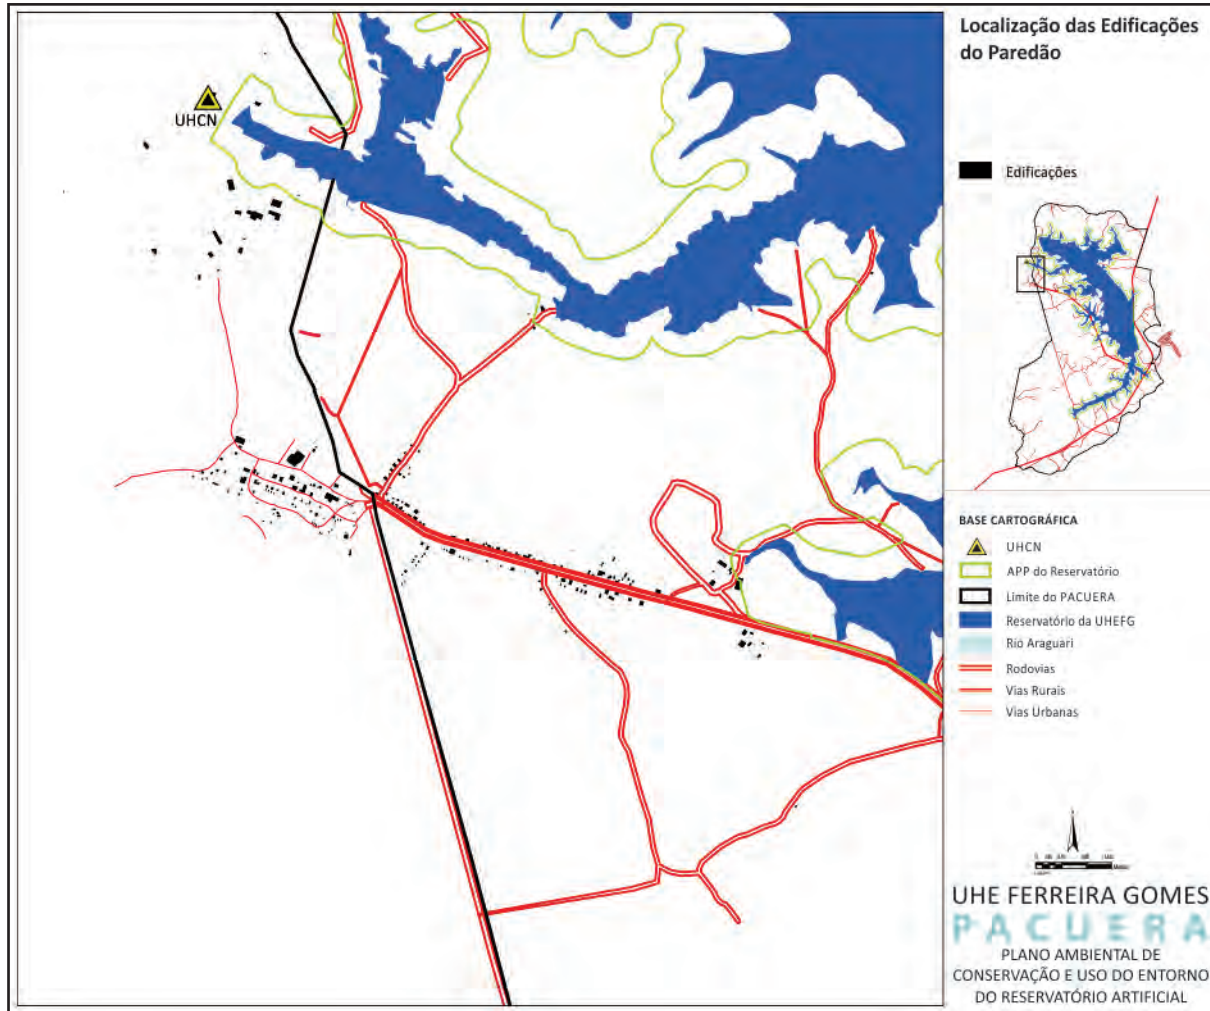 Localização das Edificações
do Paredão
UHCN
Edificações
BASE CARTOGRÁFICA
UHCN
APP do Reservatório
Limite do PACUERA
Reservatório da UHEFG
Rio Araguari
Rodovias
Vias Rurais
Vias Urbanas
UHE FERREIRA GOMES
PACUERA
PLANO AMBIENTAL DE
CONSERVAÇÃO E USO DO ENTORNO
DO RESERVATÓRIO ARTIFICIAL